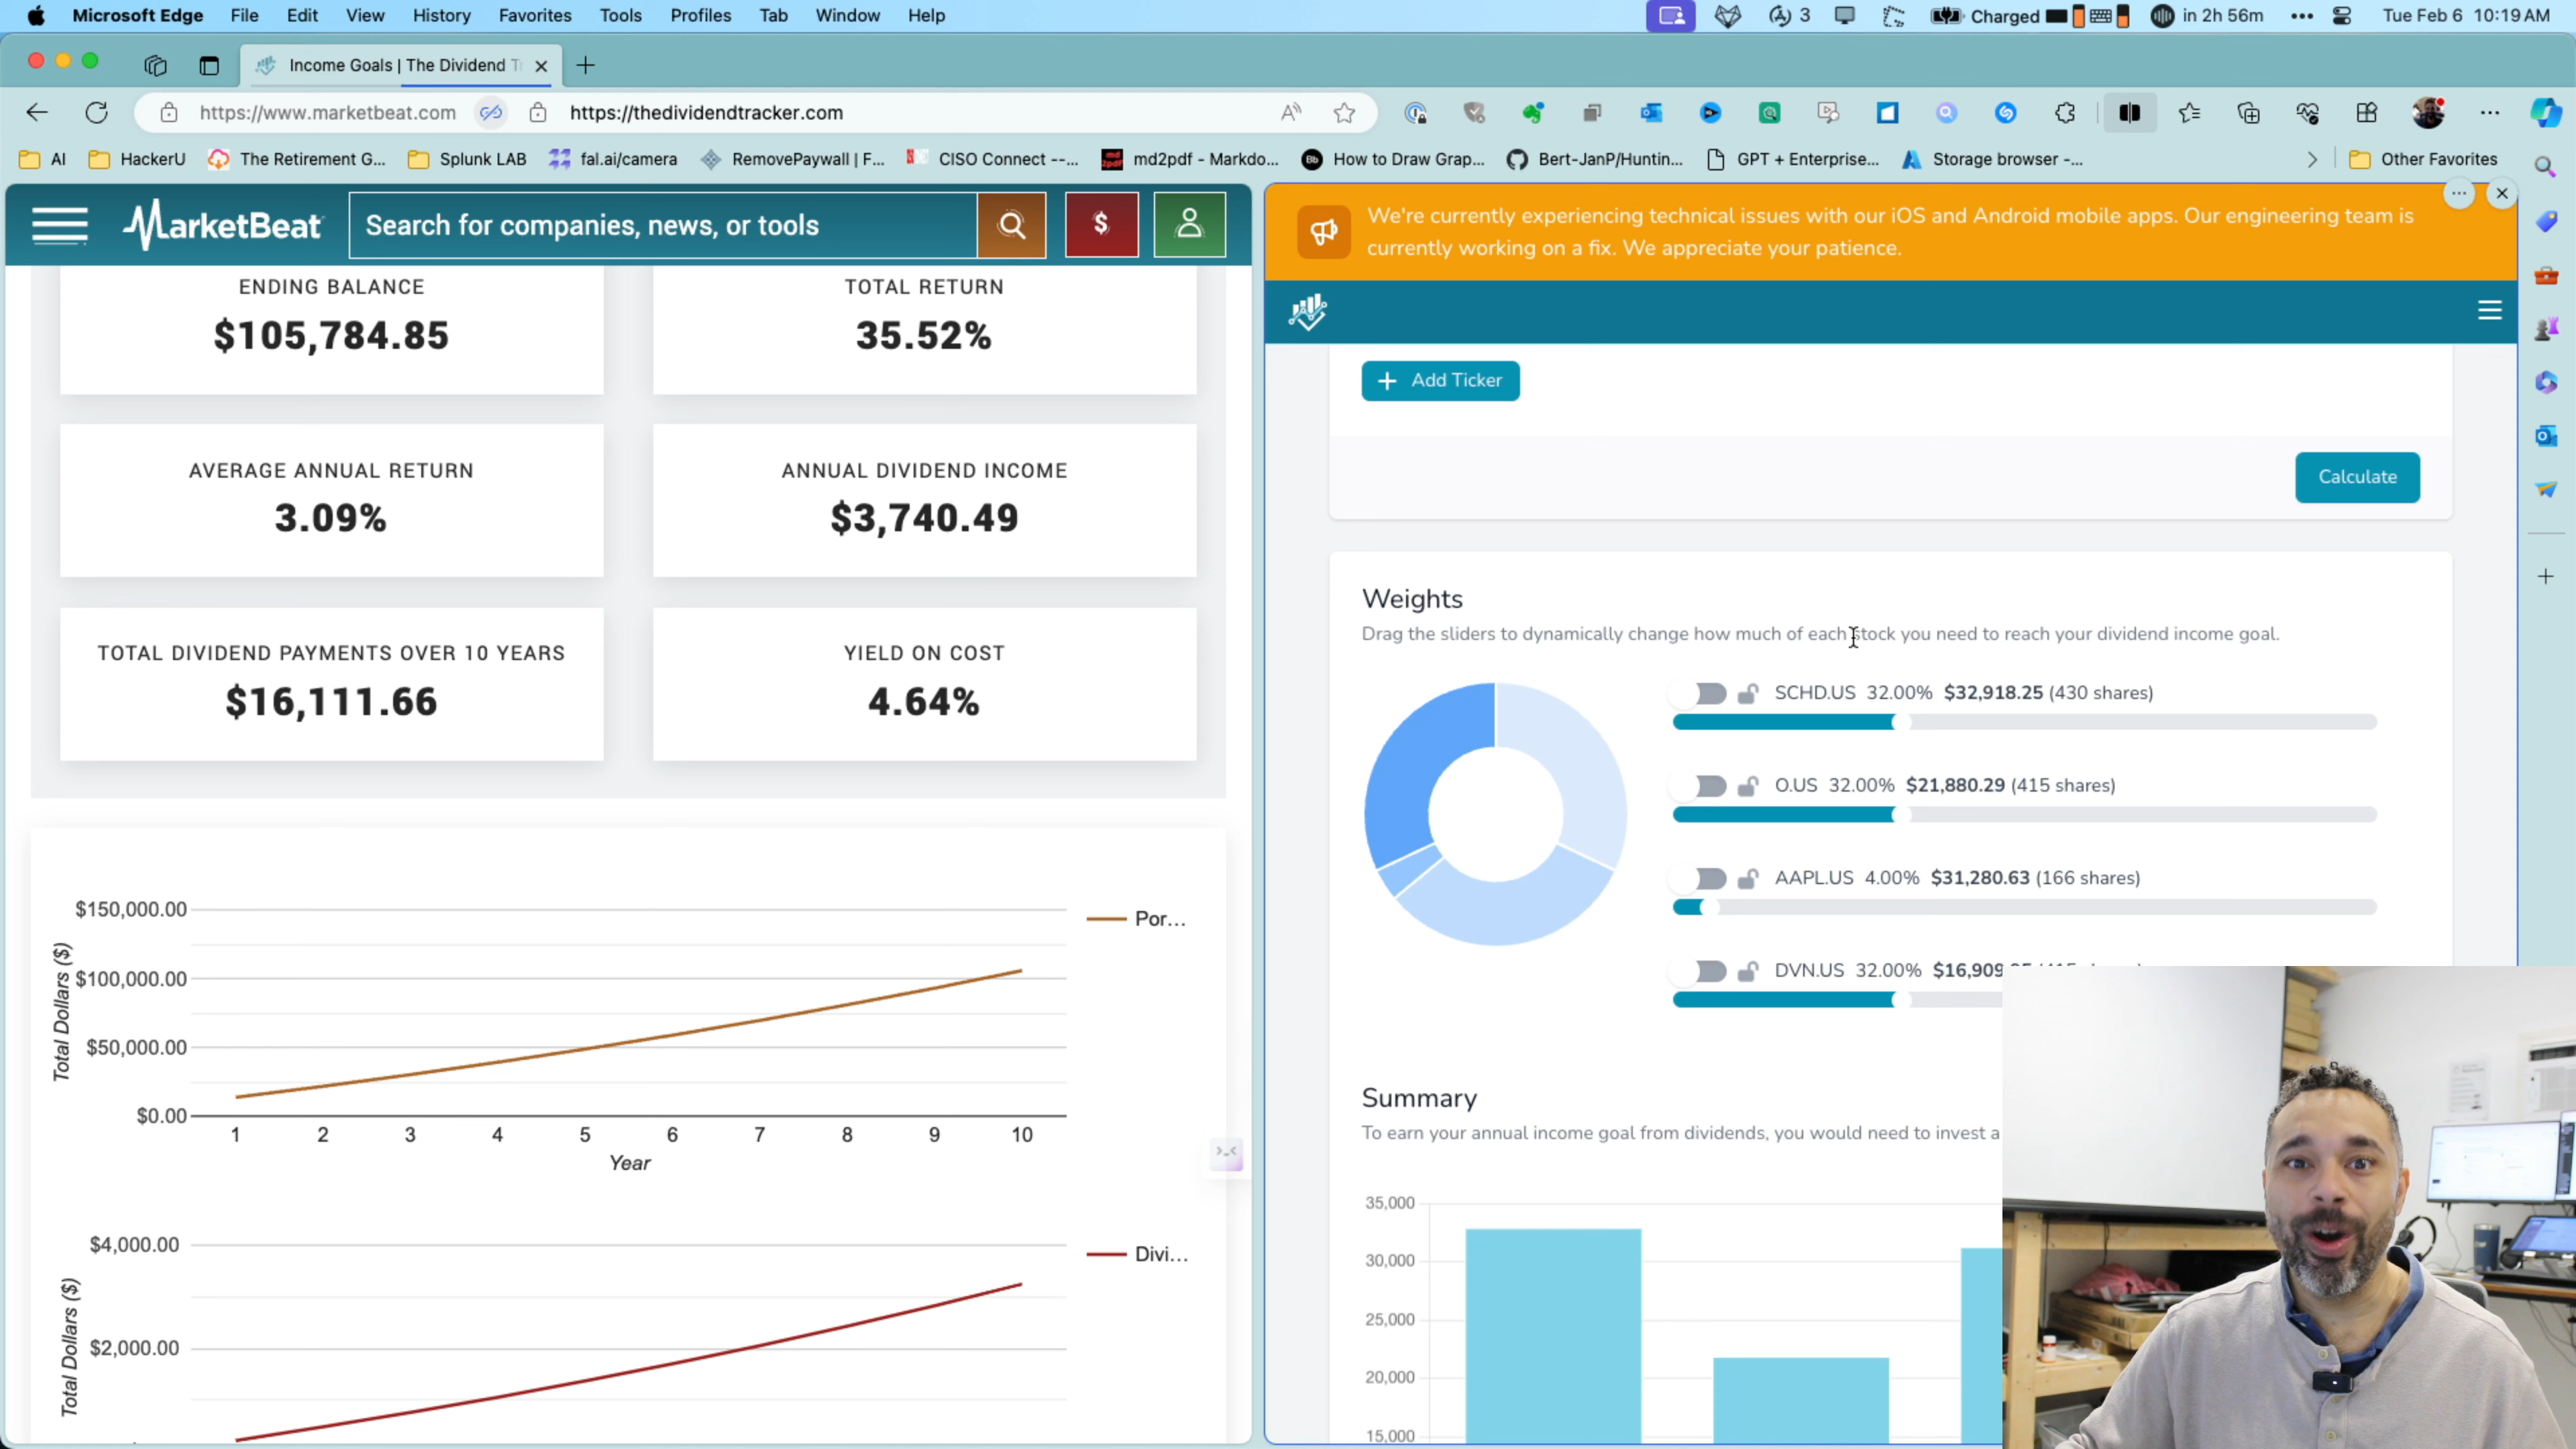 Microsoft Edge File Edit View History Favorites Tools Profiles Tab Window Help
3 Charged in 2h 56m ••• Tue Feb 6 10:19 AM
Income Goals | The Dividend T
https://www.marketbeat.com https://thedividendtracker.com
AI HackerU The Retirement G... Splunk LAB fal.ai/camera RemovePaywall | F... CISO Connect --... md2pdf - Markdo... How to Draw Grap... Bert-JanP/Huntin... GPT + Enterprise... Storage browser -... Other Favorites
MarketBeat Search for companies, news, or tools $
ENDING BALANCE
$105,784.85
TOTAL RETURN
35.52%
AVERAGE ANNUAL RETURN
3.09%
ANNUAL DIVIDEND INCOME
$3,740.49
TOTAL DIVIDEND PAYMENTS OVER 10 YEARS
$16,111.66
YIELD ON COST
4.64%
$150,000.00
$100,000.00
$50,000.00
$0.00
Total Dollars ($)
1 2 3 4 5 6 7 8 9 10
Year
Por...
$4,000.00
$2,000.00
Total Dollars ($)
Divi...
We're currently experiencing technical issues with our iOS and Android mobile apps. Our engineering team is
currently working on a fix. We appreciate your patience.
+ Add Ticker
Calculate
Weights
Drag the sliders to dynamically change how much of each stock you need to reach your dividend income goal.
SCHD.US 32.00% $32,918.25 (430 shares)
O.US 32.00% $21,880.29 (415 shares)
AAPL.US 4.00% $31,280.63 (166 shares)
DVN.US 32.00% $16,909
Summary
To earn your annual income goal from dividends, you would need to invest a
35,000
30,000
25,000
20,000
15,000